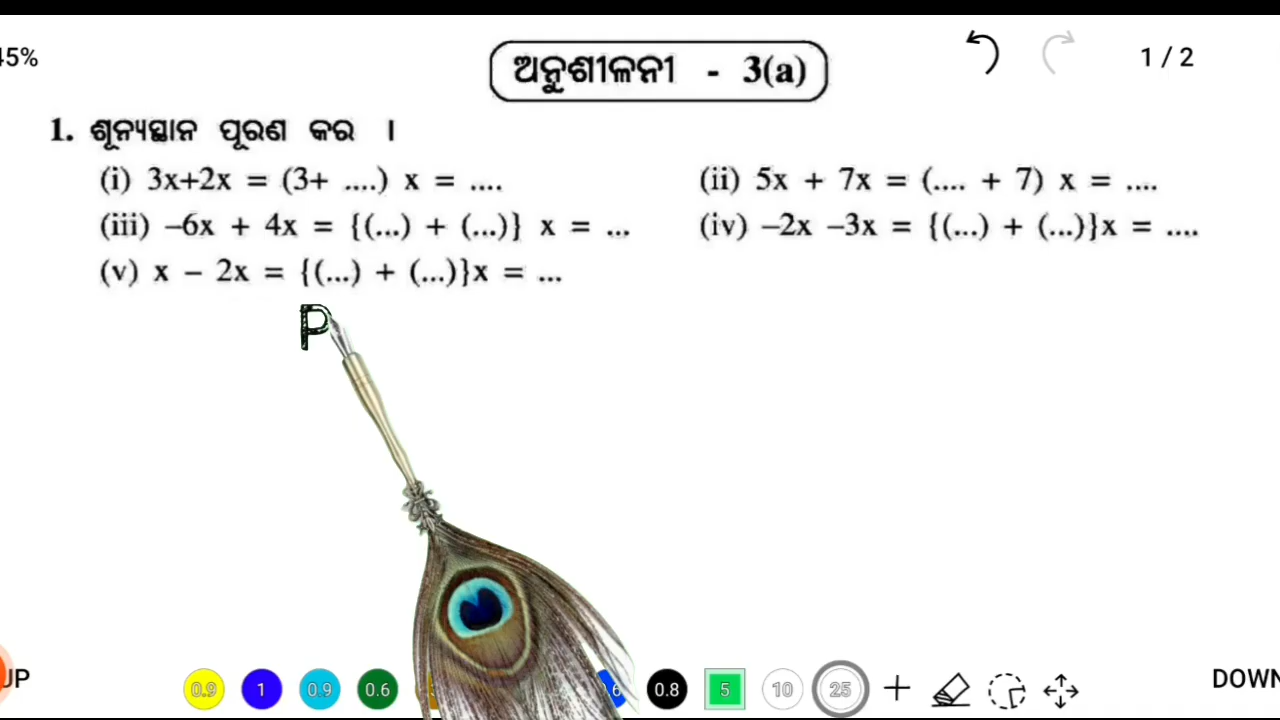 45%
ଅନୁଶୀଳନୀ - 3(a)
1 / 2
1. ଶୂନ୍ୟସ୍ଥାନ ପୂରଣ କର ।
(i) 3x+2x = (3+ ....) x = ....
(ii) 5x + 7x = (.... + 7) x = ....
(iii) –6x + 4x = {(...) + (...)} x = ...
(iv) –2x –3x = {(...) + (...)}x = ....
(v) x – 2x = {(...) + (...)}x = ...
P
UP
0.9 1 0.9 0.6 0.8 5 10 25
DOWN